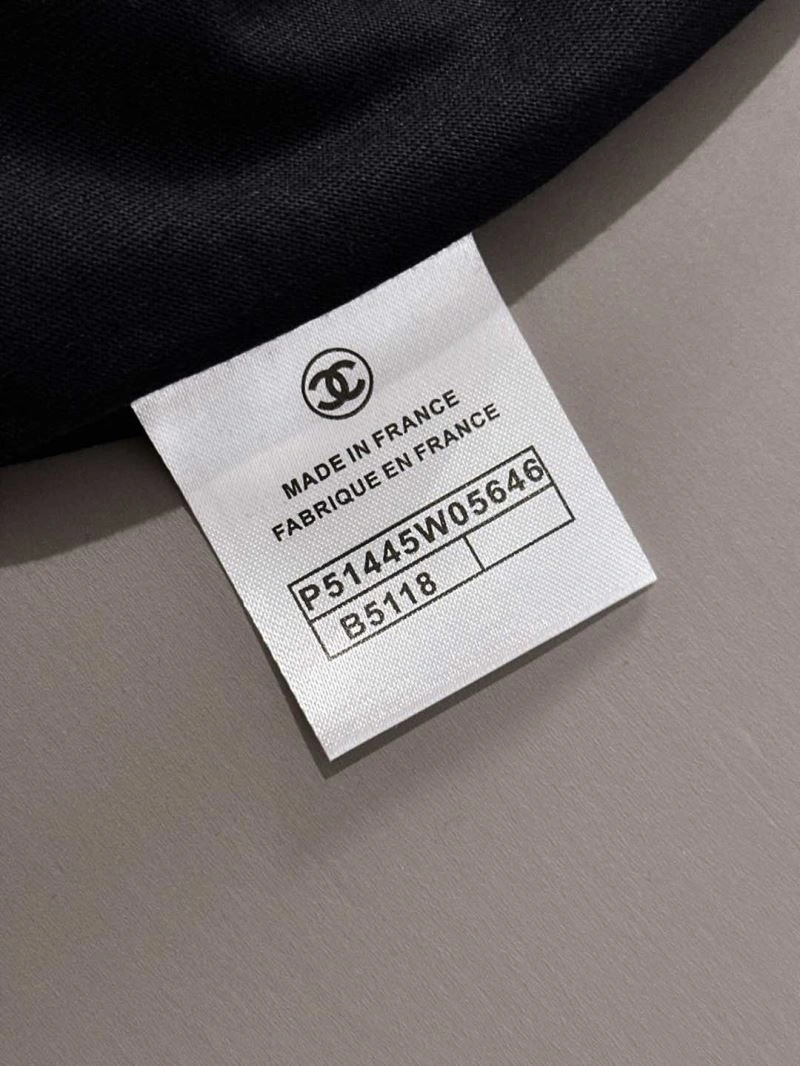 MADE IN FRANCE
FABRIQUE EN FRANCE
P51445W05646
B5118